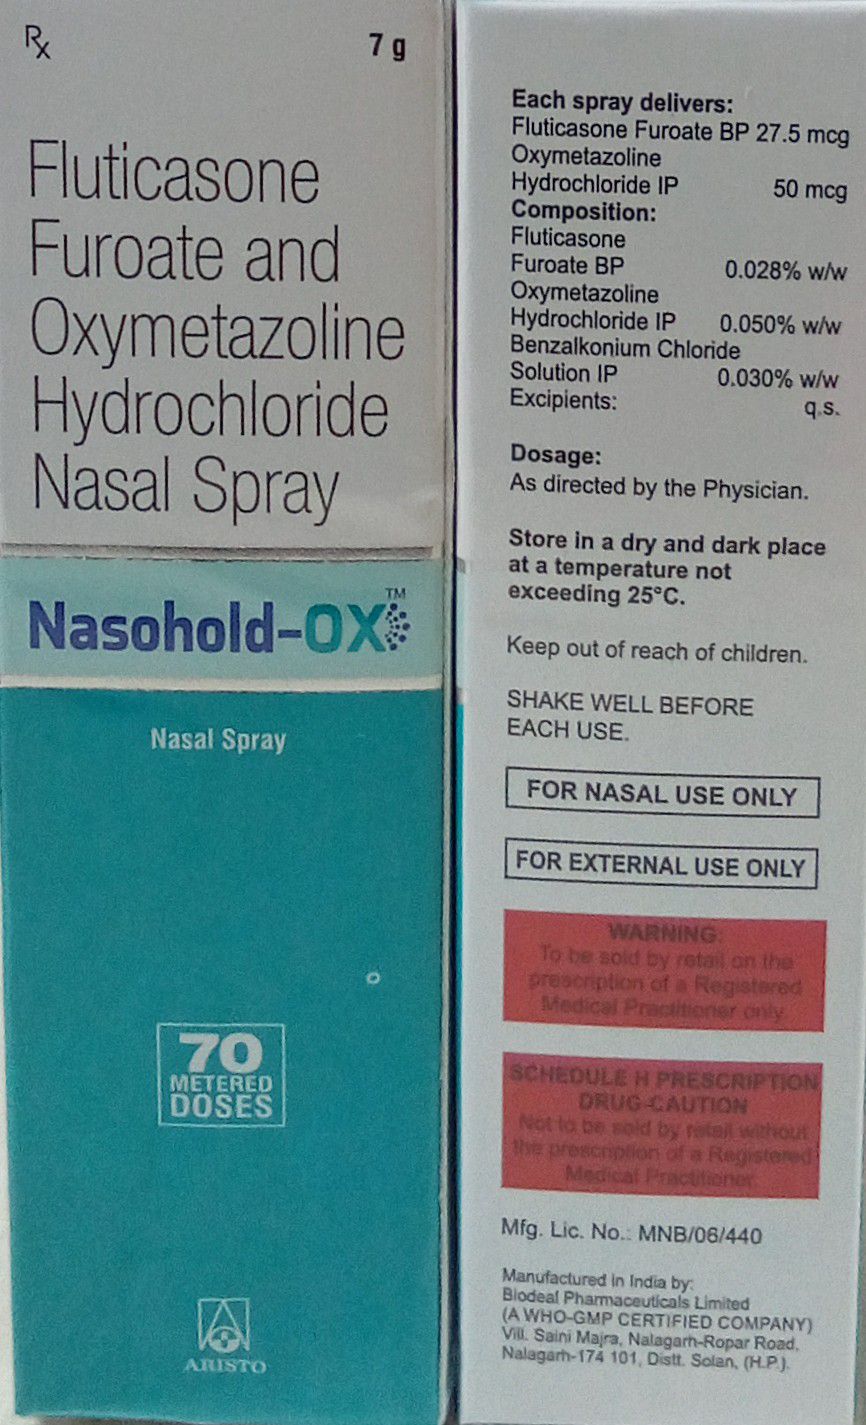 Rx
7 g
Fluticasone
Furoate and
Oxymetazoline
Hydrochloride
Nasal Spray
Nasohold-OX™
Nasal Spray
70
METERED
DOSES
ARISTO
Each spray delivers:
Fluticasone Furoate BP 27.5 mcg
Oxymetazoline
Hydrochloride IP 50 mcg
Composition:
Fluticasone
Furoate BP 0.028% w/w
Oxymetazoline
Hydrochloride IP 0.050% w/w
Benzalkonium Chloride
Solution IP 0.030% w/w
Excipients: q.s.
Dosage:
As directed by the Physician.
Store in a dry and dark place
at a temperature not
exceeding 25°C.
Keep out of reach of children.
SHAKE WELL BEFORE
EACH USE.
FOR NASAL USE ONLY
FOR EXTERNAL USE ONLY
WARNING:
To be sold by retail on the
prescription of a Registered
Medical Practitioner only.
SCHEDULE H PRESCRIPTION
DRUG-CAUTION
Not to be sold by retail without
the prescription of a Registered
Medical Practitioner.
Mfg. Lic. No.: MNB/06/440
Manufactured in India by:
Biodeal Pharmaceuticals Limited
(A WHO-GMP CERTIFIED COMPANY)
Vill. Saini Majra, Nalagarh-Ropar Road,
Nalagarh-174 101, Distt. Solan, (H.P.).